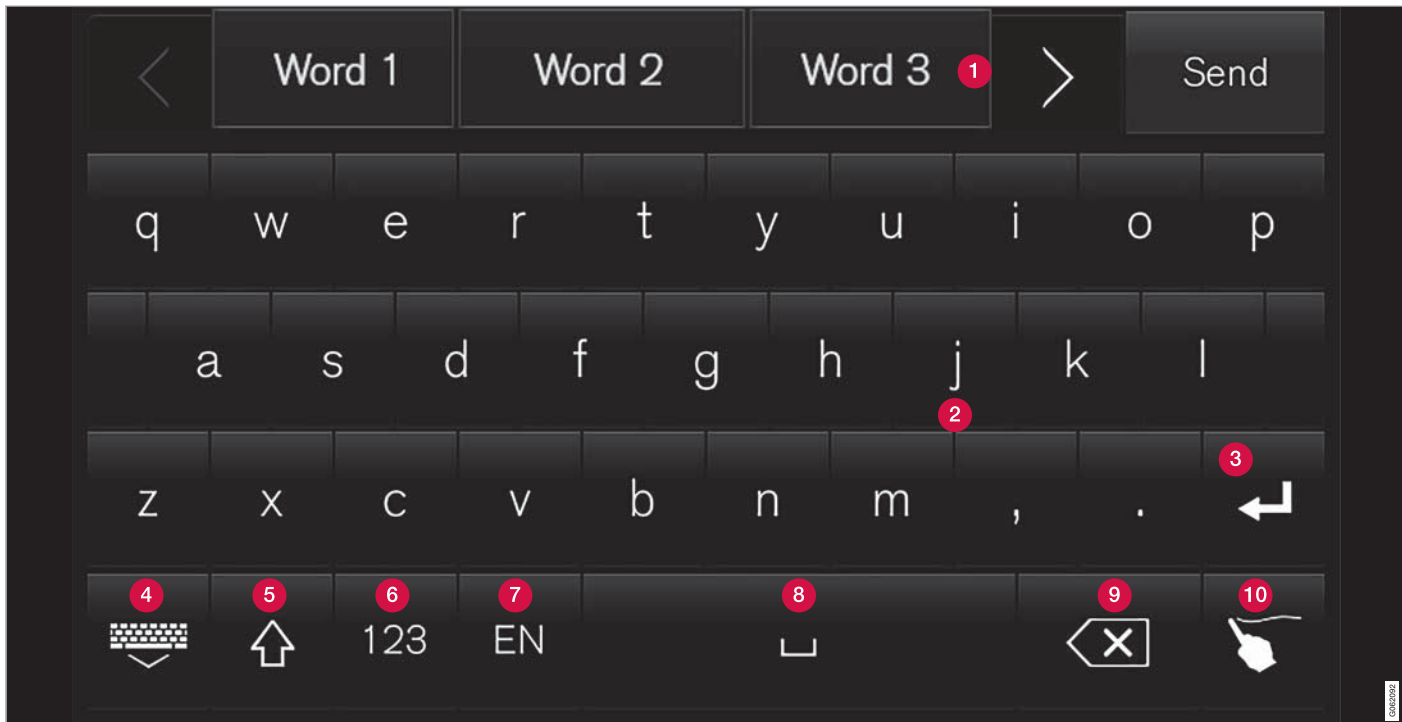 Word 1 Word 2 Word 3 1 Send
q w e r t y u i o p
a s d f g h j k l
2
3
z x c v b n m , .
4 5 6 7 8 9 10
123 EN
G062092